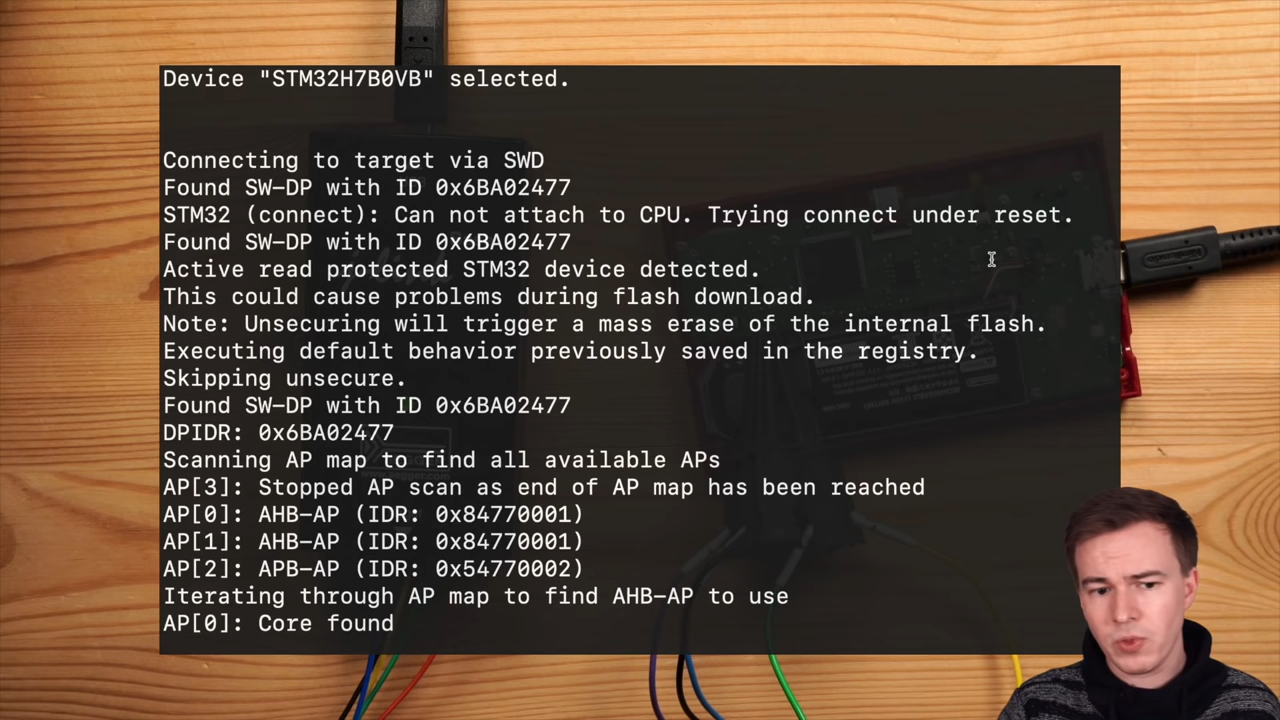 Device "STM32H7B0VB" selected.
Connecting to target via SWD
Found SW-DP with ID 0x6BA02477
STM32 (connect): Can not attach to CPU. Trying connect under reset.
Found SW-DP with ID 0x6BA02477
Active read protected STM32 device detected.
This could cause problems during flash download.
Note: Unsecuring will trigger a mass erase of the internal flash.
Executing default behavior previously saved in the registry.
Skipping unsecure.
Found SW-DP with ID 0x6BA02477
DPIDR: 0x6BA02477
Scanning AP map to find all available APs
AP[3]: Stopped AP scan as end of AP map has been reached
AP[0]: AHB-AP (IDR: 0x84770001)
AP[1]: AHB-AP (IDR: 0x84770001)
AP[2]: APB-AP (IDR: 0x54770002)
Iterating through AP map to find AHB-AP to use
AP[0]: Core found